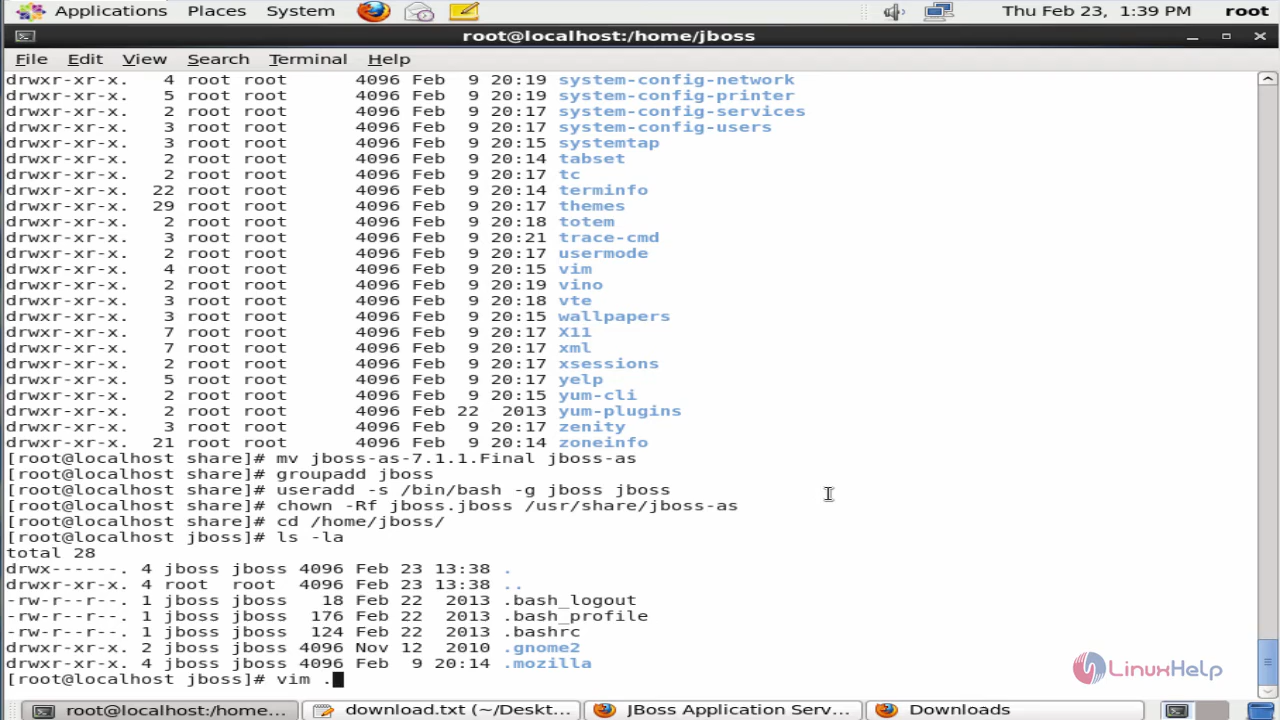 Applications Places System Thu Feb 23, 1:39 PM root
root@localhost:/home/jboss
File Edit View Search Terminal Help
drwxr-xr-x. 4 root root 4096 Feb 9 20:19 system-config-network
drwxr-xr-x. 5 root root 4096 Feb 9 20:19 system-config-printer
drwxr-xr-x. 2 root root 4096 Feb 9 20:17 system-config-services
drwxr-xr-x. 3 root root 4096 Feb 9 20:17 system-config-users
drwxr-xr-x. 3 root root 4096 Feb 9 20:15 systemtap
drwxr-xr-x. 2 root root 4096 Feb 9 20:14 tabset
drwxr-xr-x. 2 root root 4096 Feb 9 20:17 tc
drwxr-xr-x. 22 root root 4096 Feb 9 20:14 terminfo
drwxr-xr-x. 29 root root 4096 Feb 9 20:17 themes
drwxr-xr-x. 2 root root 4096 Feb 9 20:18 totem
drwxr-xr-x. 3 root root 4096 Feb 9 20:21 trace-cmd
drwxr-xr-x. 2 root root 4096 Feb 9 20:17 usermode
drwxr-xr-x. 4 root root 4096 Feb 9 20:15 vim
drwxr-xr-x. 2 root root 4096 Feb 9 20:19 vino
drwxr-xr-x. 3 root root 4096 Feb 9 20:18 vte
drwxr-xr-x. 3 root root 4096 Feb 9 20:15 wallpapers
drwxr-xr-x. 7 root root 4096 Feb 9 20:17 X11
drwxr-xr-x. 7 root root 4096 Feb 9 20:17 xml
drwxr-xr-x. 2 root root 4096 Feb 9 20:17 xsessions
drwxr-xr-x. 5 root root 4096 Feb 9 20:17 yelp
drwxr-xr-x. 2 root root 4096 Feb 9 20:15 yum-cli
drwxr-xr-x. 2 root root 4096 Feb 22 2013 yum-plugins
drwxr-xr-x. 3 root root 4096 Feb 9 20:17 zenity
drwxr-xr-x. 21 root root 4096 Feb 9 20:14 zoneinfo
[root@localhost share]# mv jboss-as-7.1.1.Final jboss-as
[root@localhost share]# groupadd jboss
[root@localhost share]# useradd -s /bin/bash -g jboss jboss
[root@localhost share]# chown -Rf jboss.jboss /usr/share/jboss-as
[root@localhost share]# cd /home/jboss/
[root@localhost jboss]# ls -la
total 28
drwx------. 4 jboss jboss 4096 Feb 23 13:38 .
drwxr-xr-x. 4 root root 4096 Feb 23 13:38 ..
-rw-r--r--. 1 jboss jboss 18 Feb 22 2013 .bash_logout
-rw-r--r--. 1 jboss jboss 176 Feb 22 2013 .bash_profile
-rw-r--r--. 1 jboss jboss 124 Feb 22 2013 .bashrc
drwxr-xr-x. 2 jboss jboss 4096 Nov 12 2010 .gnome2
drwxr-xr-x. 4 jboss jboss 4096 Feb 9 20:14 .mozilla
[root@localhost jboss]# vim .
LinuxHelp
root@localhost:/home... download.txt (~/Deskt... JBoss Application Serv... Downloads